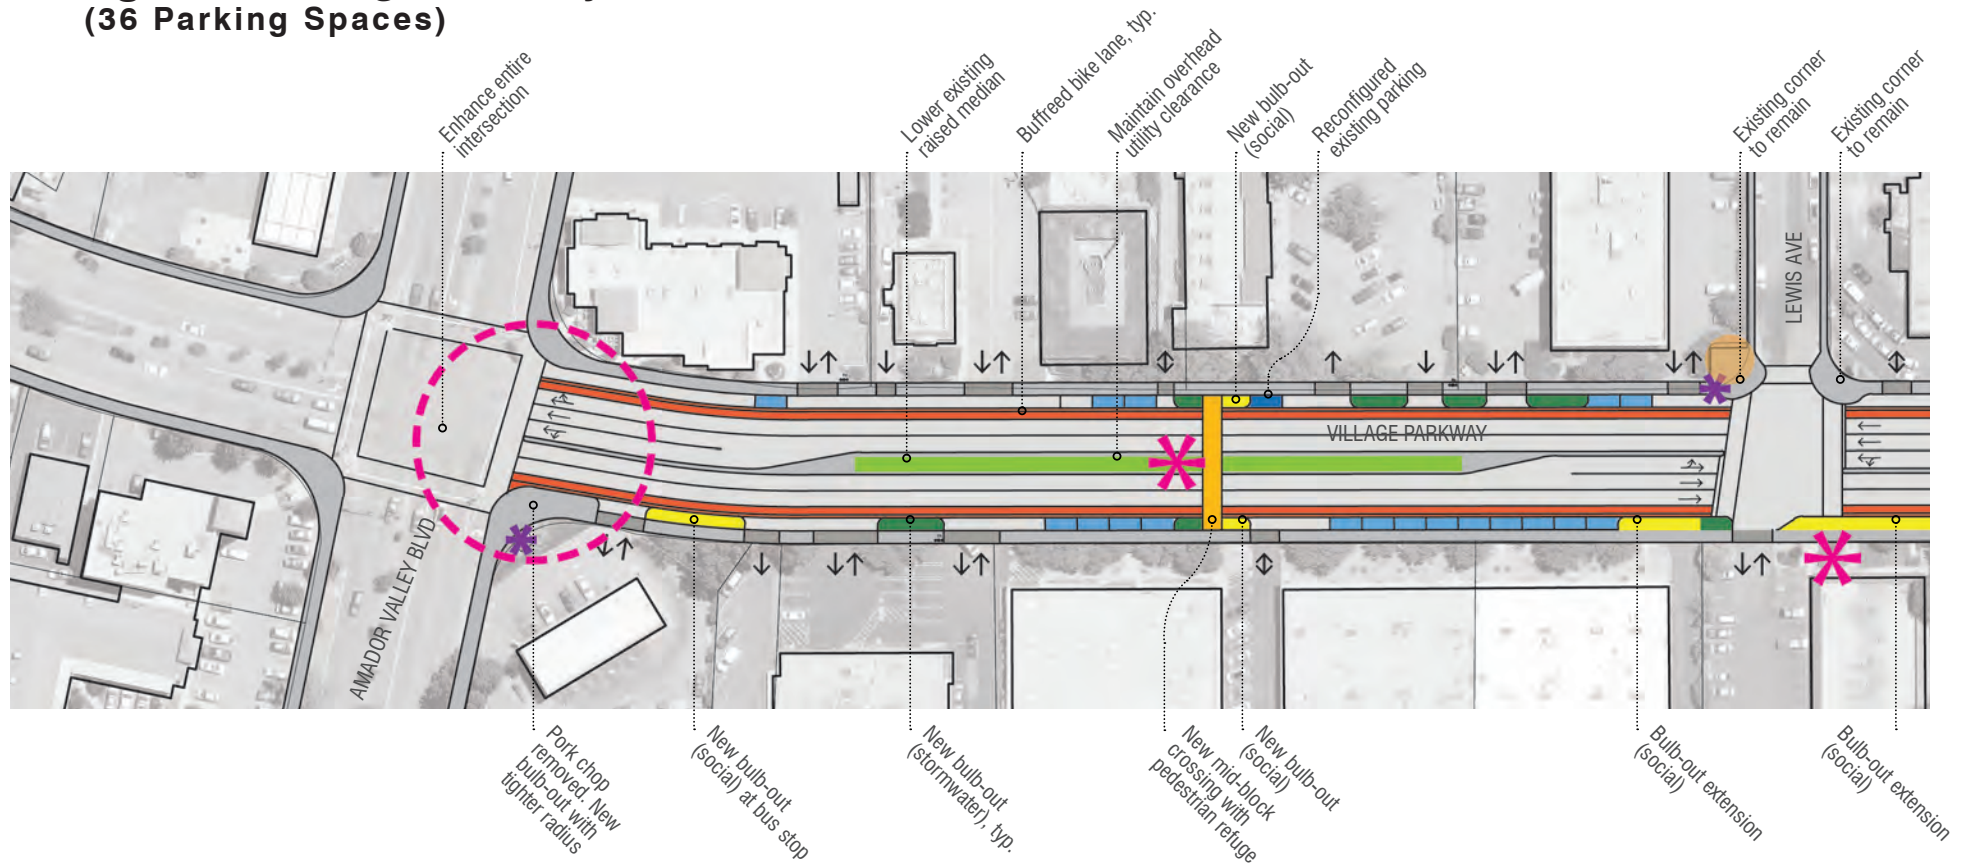 (36 Parking Spaces)
Enhance entire
intersection
Lower existing
raised median
Buffreed bike lane, typ.
Maintain overhead
utility clearance
New bulb-out
(social)
Reconfigured
existing parking
Existing corner
to remain
Existing corner
to remain
LEWIS AVE
VILLAGE PARKWAY
AMADOR VALLEY BLVD
Pork chop
removed. New
bulb-out with
tighter radius
New bulb-out
(social) at bus stop
New bulb-out
(stormwater), typ.
New mid-block
crossing with
pedestrian refuge
New bulb-out
(social)
Bulb-out extension
(social)
Bulb-out extension
(social)